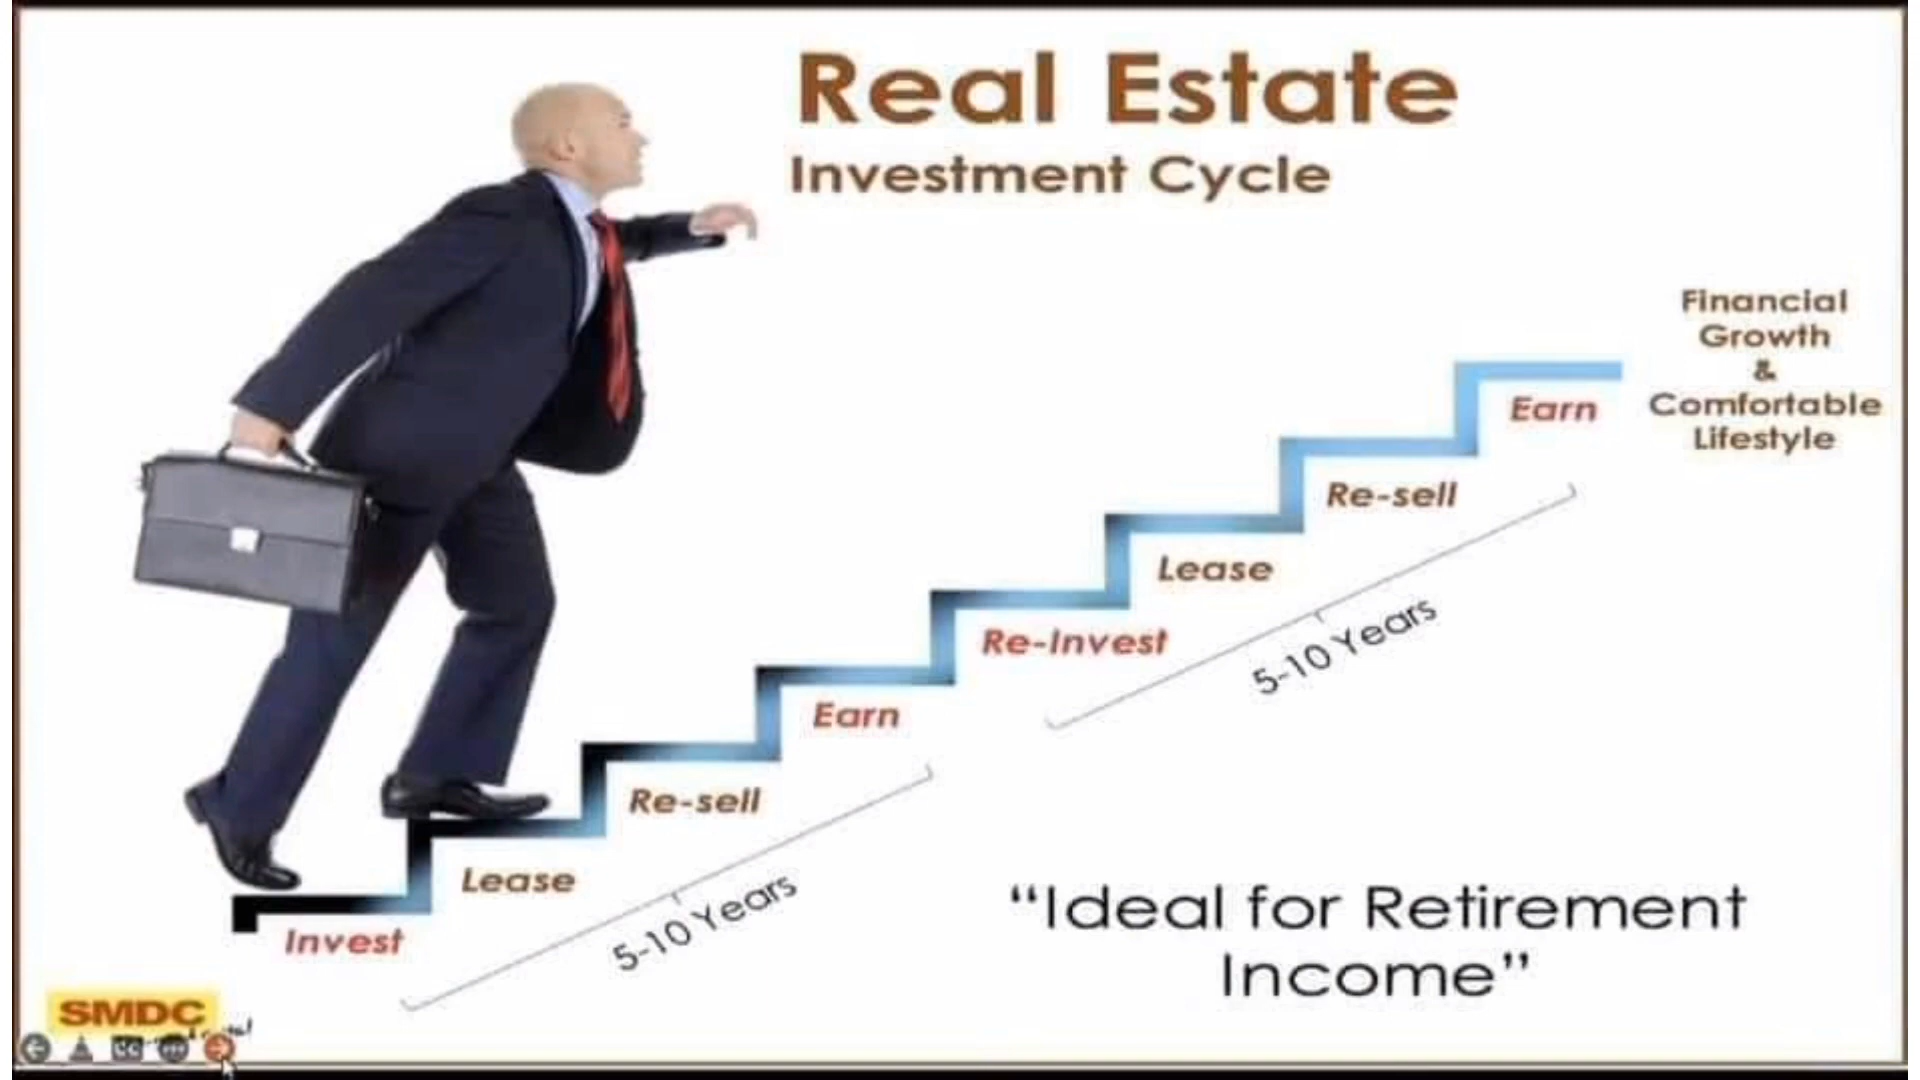 Real Estate
Investment Cycle
Financial
Growth
&
Comfortable
Lifestyle
Earn
Re-sell
Lease
5-10 Years
Re-Invest
Earn
Re-sell
5-10 Years
Lease
Invest
“Ideal for Retirement
Income”
SMDC
CC